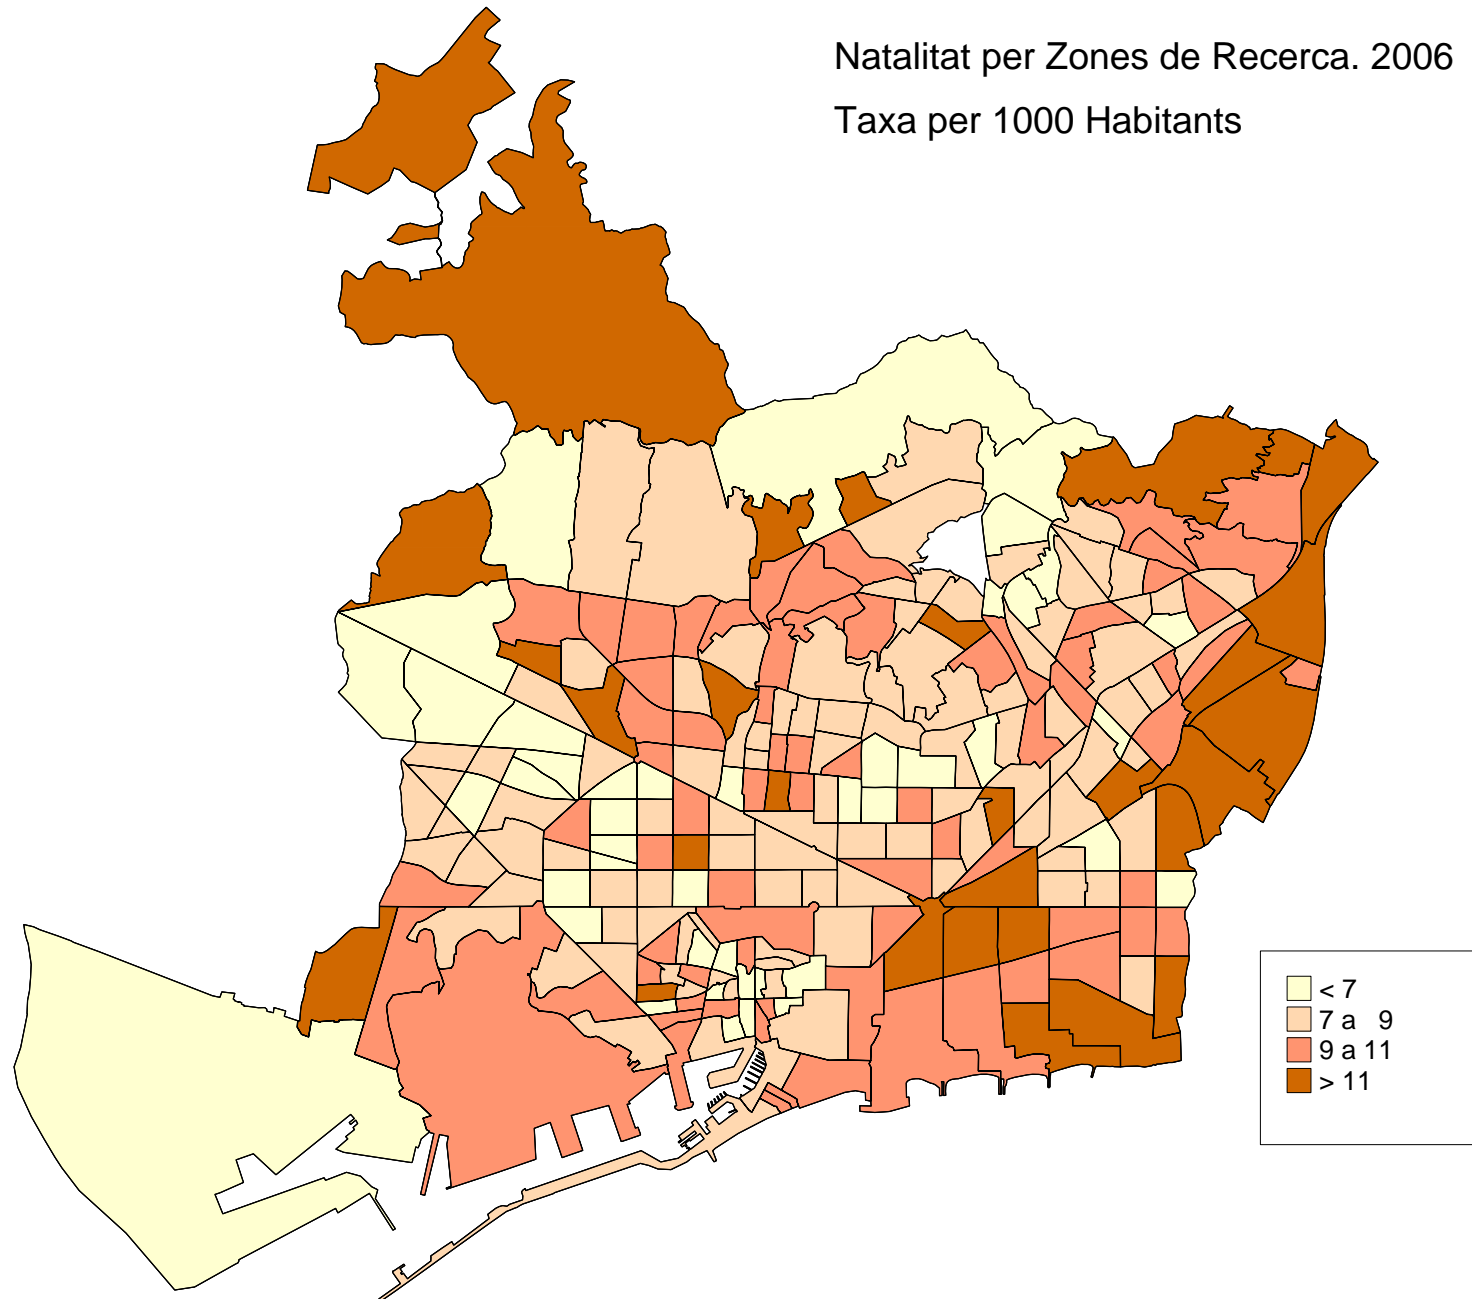 Natalitat per Zones de Recerca. 2006
Taxa per 1000 Habitants
< 7
7 a 9
9 a 11
> 11